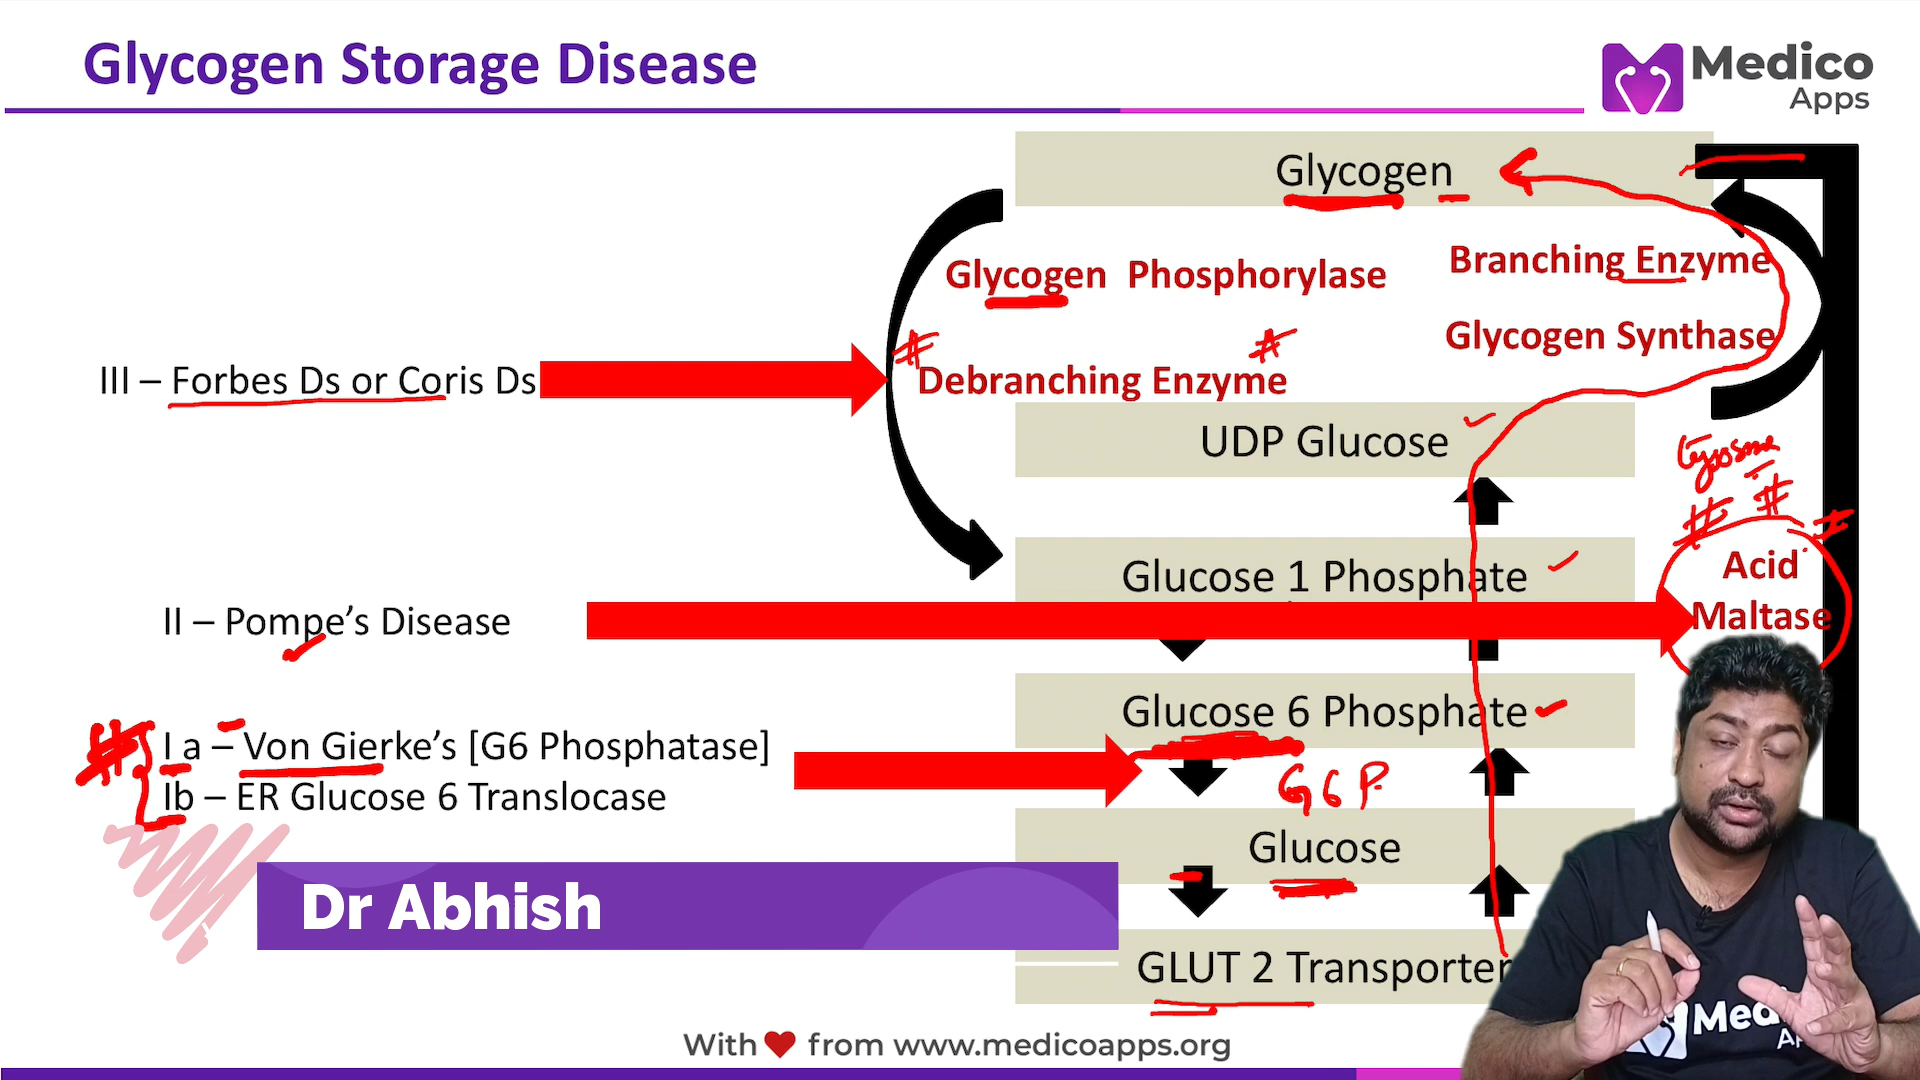 Glycogen Storage Disease
Medico
Apps
Glycogen
Glycogen Phosphorylase
Branching Enzyme
Glycogen Synthase
III – Forbes Ds or Coris Ds
Debranching Enzyme
UDP Glucose
Glucose 1 Phosphate
Acid
Maltase
II – Pompe’s Disease
Glucose 6 Phosphate
I a – Von Gierke’s [G6 Phosphatase]
Ib – ER Glucose 6 Translocase
G 6 P
Glucose
Dr Abhish
GLUT 2 Transporter
With ❤ from www.medicoapps.org